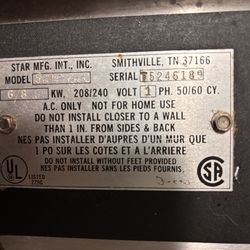 STAR MFG. INT., INC. SMITHVILLE, TN 37166
MODEL SERIAL
KW. 208/240 VOLT 1 PH. 50/60 CY.
A.C. ONLY NOT FOR HOME USE
DO NOT INSTALL CLOSER TO A WALL
THAN 1 IN. FROM SIDES & BACK
NES PAS INSTALLER D'AUPRES D'UN MUR QUE
1 PO SUR LES COTES ET A L'ARRIERE
DO NOT INSTALL WITHOUT FEET PROVIDED
NES PAS INSTALLER SANS LES PIEDS FOURNIS.
UL
LISTED
SA